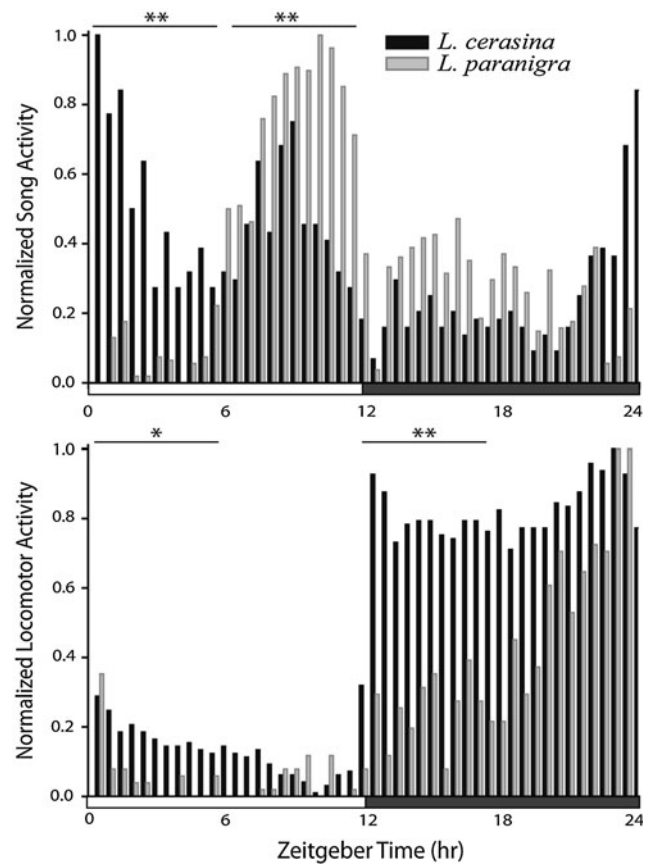 ** **
1.0
L. cerasina
L. paranigra
0.8
0.6
0.4
0.2
0.0
Normalized Song Activity
0 6 12 18 24
* **
1.0
0.8
0.6
0.4
0.2
0.0
Normalized Locomotor Activity
0 6 12 18 24
Zeitgeber Time (hr)